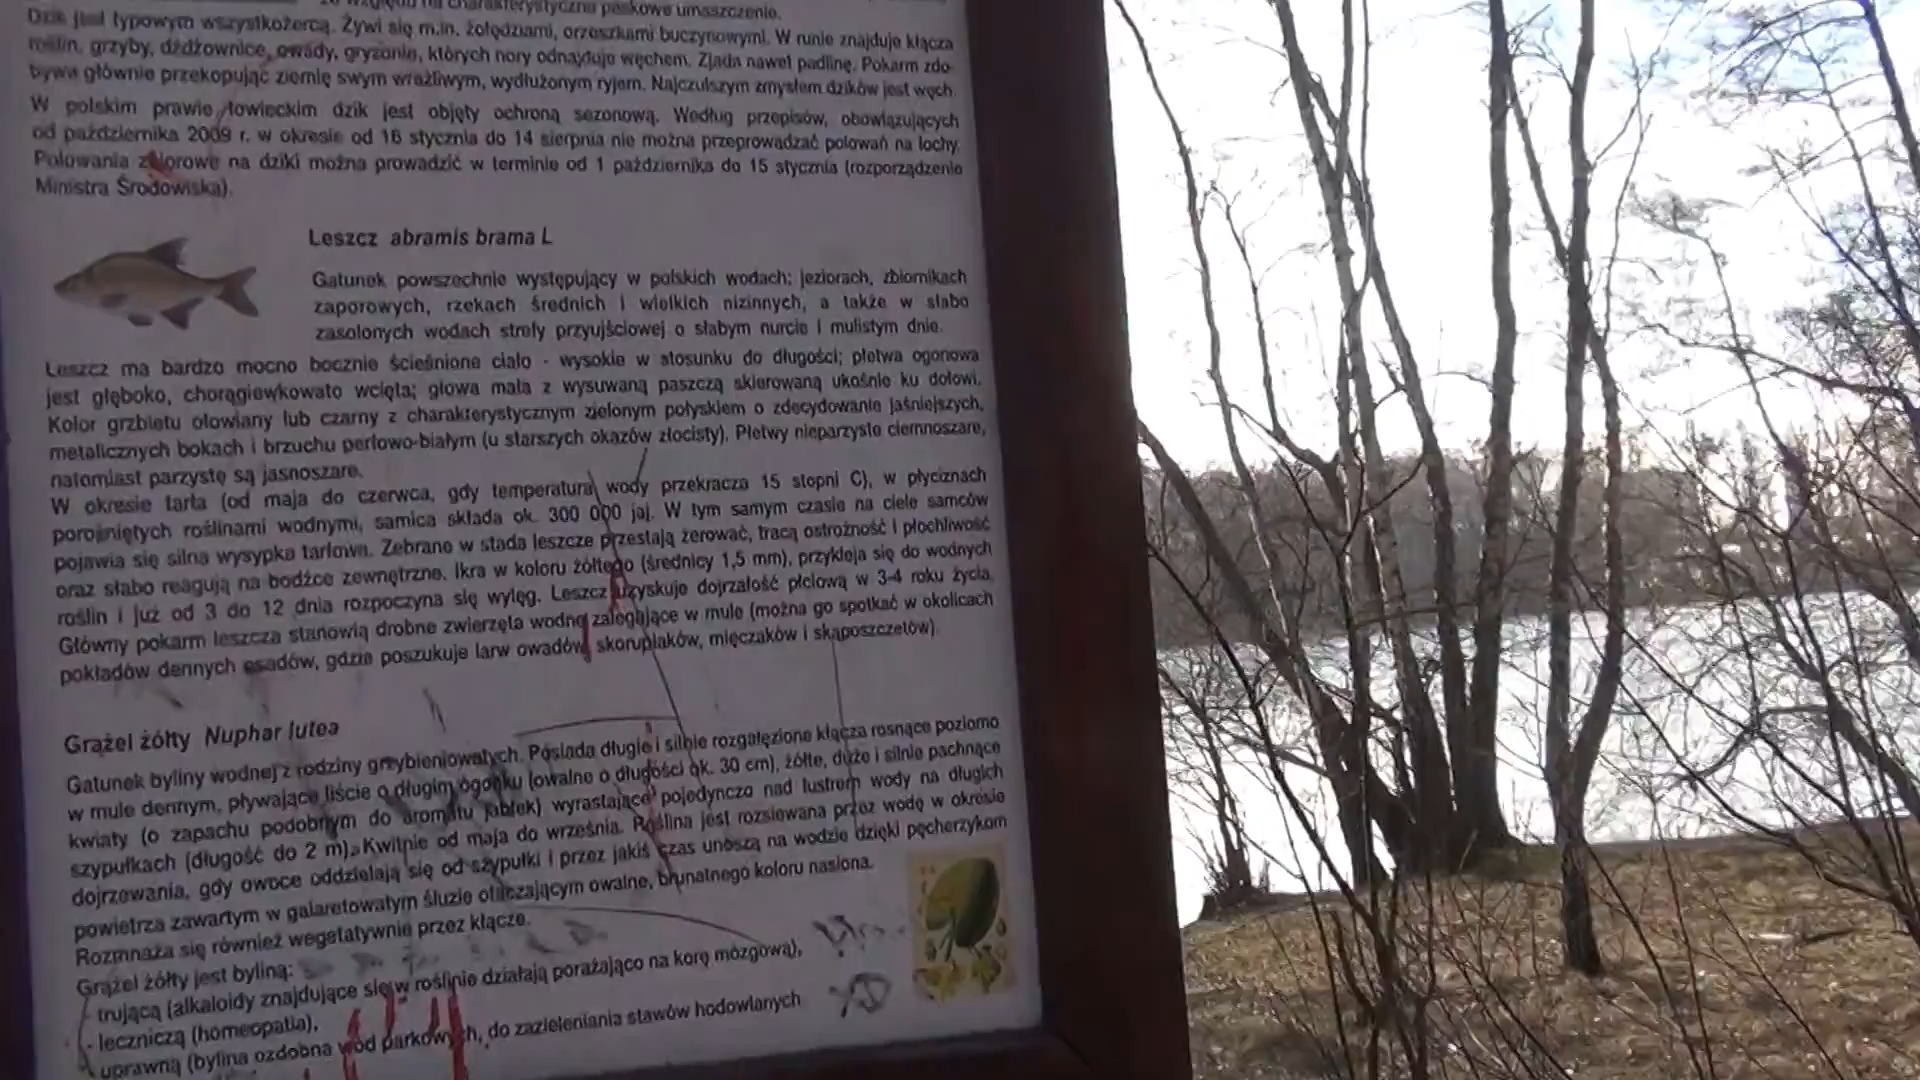 ze względu na charakterystyczne paskowe umaszczenie.
Dzik jest typowym wszystkożercą. Żywi się m.in. żołędziami, orzeszkami buczynowymi. W runie znajduje kłącza
roślin, grzyby, dżdżownice, owady, gryzonie, których nory odnajduje węchem. Zjada nawet padlinę. Pokarm zdo-
bywa głównie przekopując ziemię swym wrażliwym, wydłużonym ryjem. Najczulszym zmysłem dzików jest węch.
W polskim prawie łowieckim dzik jest objęty ochroną sezonową. Według przepisów, obowiązujących
od października 2009 r. w okresie od 16 stycznia do 14 sierpnia nie można przeprowadzać polowań na lochy.
Polowania zbiorowe na dziki można prowadzić w terminie od 1 października do 15 stycznia (rozporządzenie
Ministra Środowiska).
Leszcz abramis brama L
Gatunek powszechnie występujący w polskich wodach: jeziorach, zbiornikach
zaporowych, rzekach średnich i wielkich nizinnych, a także w słabo
zasolonych wodach strefy przyujściowej o słabym nurcie i mulistym dnie.
Leszcz ma bardzo mocno bocznie ścieśnione ciało - wysokie w stosunku do długości; płetwa ogonowa
jest głęboko, chorągiewkowato wcięta; głowa mała z wysuwaną paszczą skierowaną ukośnie ku dołowi.
Kolor grzbietu ołowiany lub czarny z charakterystycznym zielonym połyskiem o zdecydowanie jaśniejszych,
metalicznych bokach i brzuchu perłowo-białym (u starszych okazów złocisty). Płetwy nieparzyste ciemnoszare,
natomiast parzyste są jasnoszare.
W okresie tarła (od maja do czerwca, gdy temperatura wody przekracza 15 stopni C), w płyciznach
porośniętych roślinami wodnymi, samica składa ok. 300 000 jaj. W tym samym czasie na ciele samców
pojawia się silna wysypka tarłowa. Zebrane w stada leszcze przestają żerować, tracą ostrożność i płochliwość
oraz słabo reagują na bodźce zewnętrzne. Ikra w koloru żółtego (średnicy 1,5 mm), przykleja się do wodnych
roślin i już od 3 do 12 dnia rozpoczyna się wylęg. Leszcz uzyskuje dojrzałość płciową w 3-4 roku życia.
Główny pokarm leszcza stanowią drobne zwierzęta wodne zalegające w mule (można go spotkać w okolicach
pokładów dennych osadów, gdzie poszukuje larw owadów, skorupiaków, mięczaków i skąposzczetów).
Grążel żółty Nuphar lutea
Gatunek byliny wodnej z rodziny grzybieniowatych. Posiada długie i silnie rozgałęzione kłącza rosnące poziomo
w mule dennym, pływające liście o długim ogonku (owalne o długości ok. 30 cm), żółte, duże i silnie pachnące
kwiaty (o zapachu podobnym do aromatu jabłek) wyrastające pojedynczo nad lustrem wody na długich
szypułkach (długość do 2 m). Kwitnie od maja do września. Roślina jest rozsiewana przez wodę w okresie
dojrzewania, gdy owoce oddzielają się od szypułki i przez jakiś czas unoszą na wodzie dzięki pęcherzykom
powietrza zawartym w galaretowatym śluzie otaczającym owalne, brunatnego koloru nasiona.
Rozmnaża się również wegetatywnie przez kłącze.
Grążel żółty jest byliną:
- trującą (alkaloidy znajdujące się w roślinie działają porażająco na korę mózgową),
- leczniczą (homeopatia),
- uprawną (bylina ozdobna wód parkowych, do zazieleniania stawów hodowlanych
XD